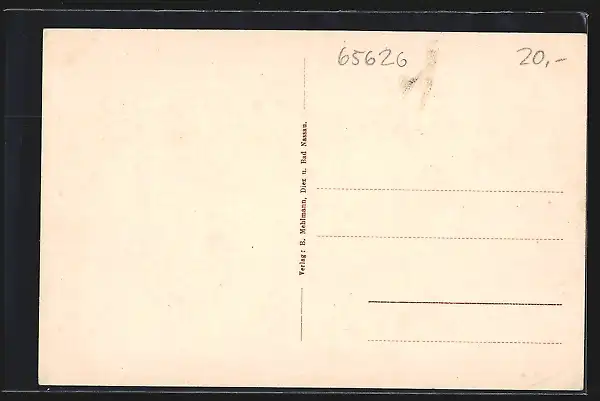 65626
20,-
Verlag: B. Mehlmann, Diez u. Bad Nassau.